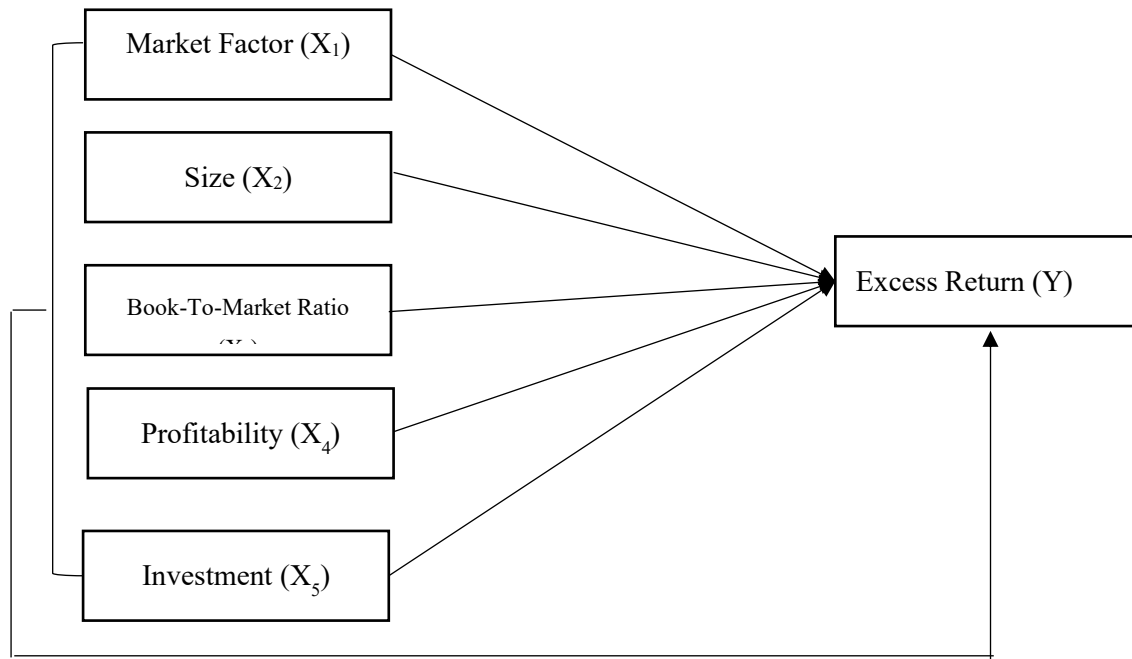 Market Factor (X₁)
Size (X₂)
Book-To-Market Ratio
Profitability (X₄)
Investment (X₅)
Excess Return (Y)